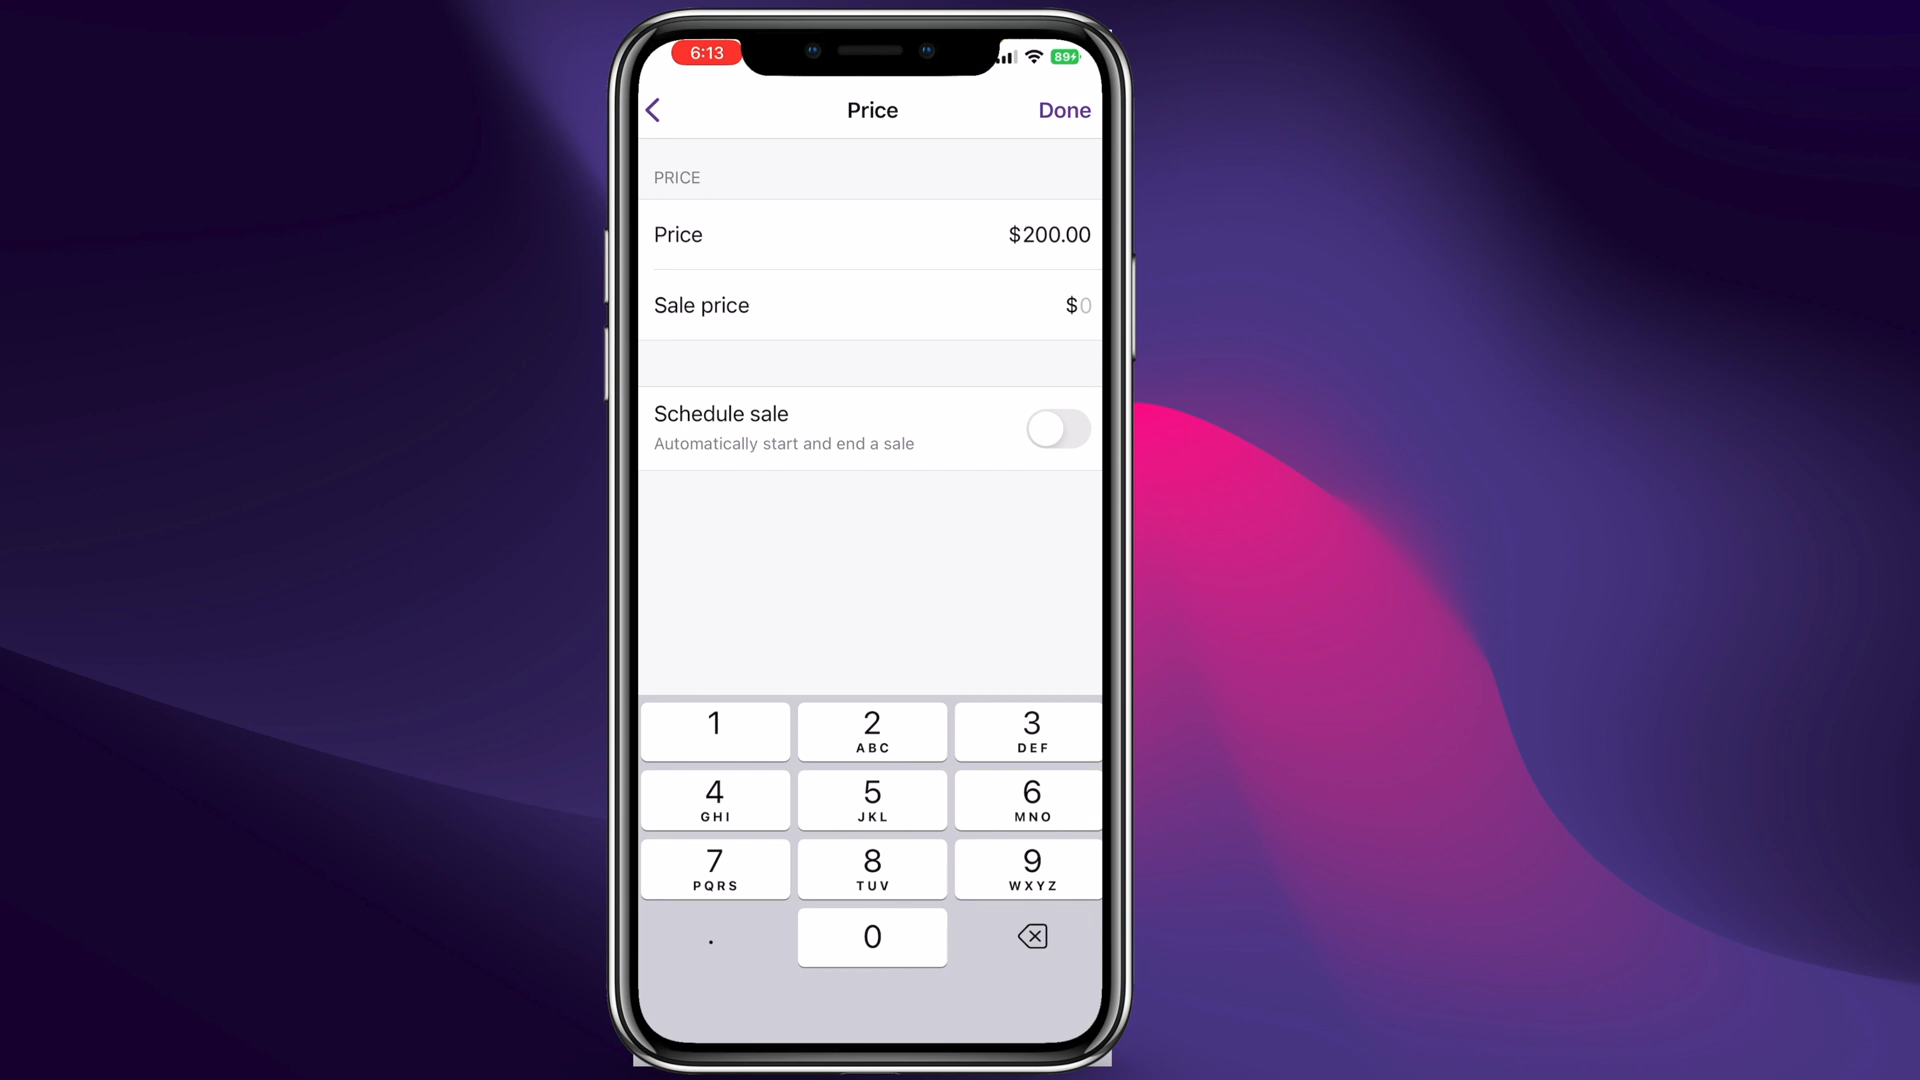 6:13
89
Price
Done
PRICE
Price
$200.00
Sale price
$0
Schedule sale
Automatically start and end a sale
1
2
ABC
3
DEF
4
GHI
5
JKL
6
MNO
7
PQRS
8
TUV
9
WXYZ
.
0